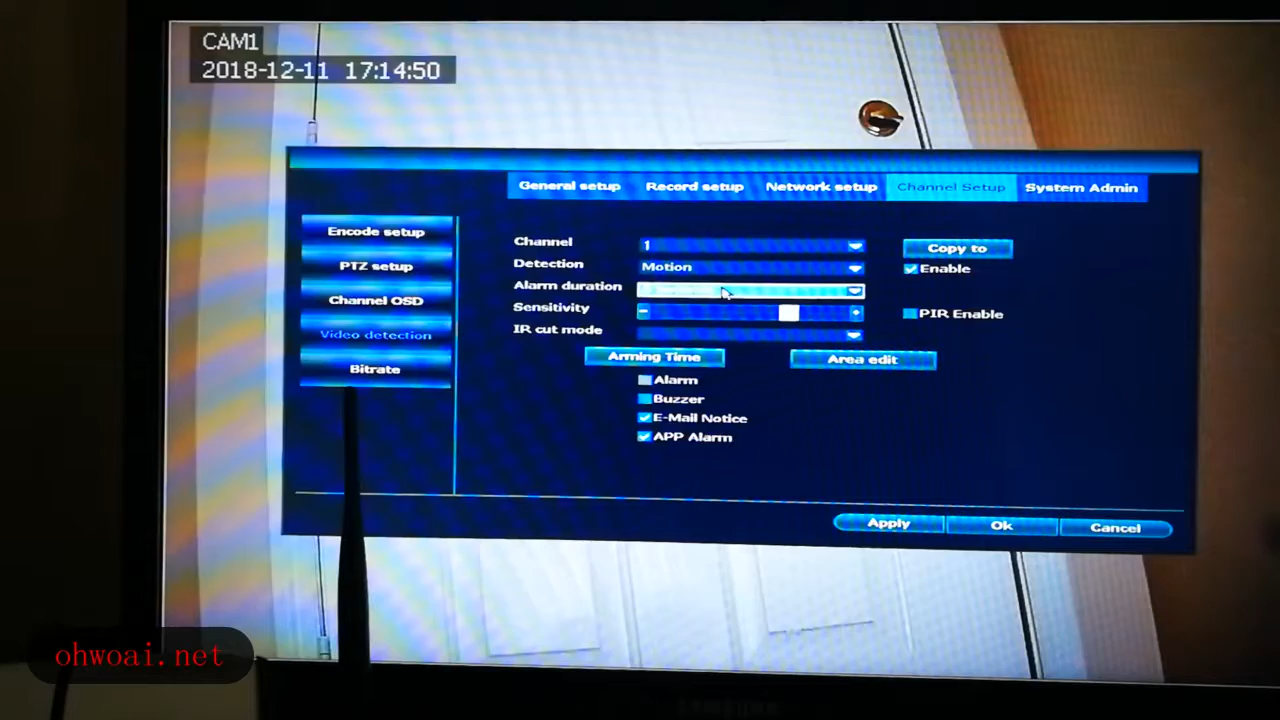 CAM1
2018-12-11 17:14:50
General setup Record setup Network setup Channel Setup System Admin
Encode setup
PTZ setup
Channel OSD
Video detection
Bitrate
Channel 1 Copy to
Detection Motion Enable
Alarm duration
Sensitivity PIR Enable
IR cut mode
Arming Time Area edit
Alarm
Buzzer
E-Mail Notice
APP Alarm
Apply Ok Cancel
ohwoai.net